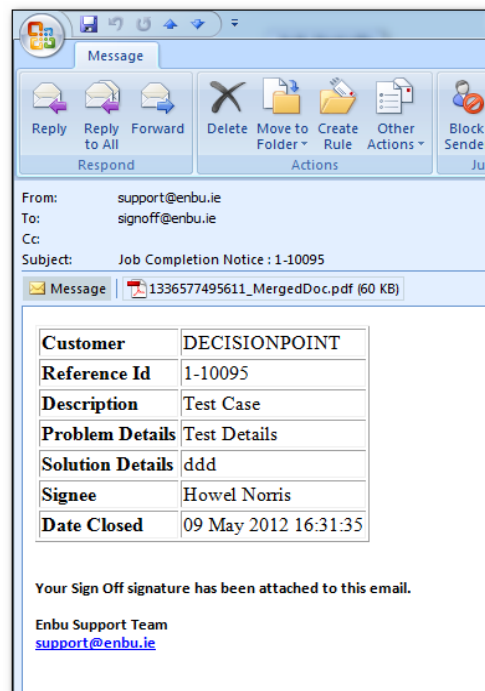 Message
Reply Reply to All Forward Delete Move to Folder Create Rule Other Actions Block
Respond Actions
From: support@enbu.ie
To: signoff@enbu.ie
Cc:
Subject: Job Completion Notice : 1-10095
Message 1336577495611_MergedDoc.pdf (60 KB)
Customer DECISIONPOINT
Reference Id 1-10095
Description Test Case
Problem Details Test Details
Solution Details ddd
Signee Howel Norris
Date Closed 09 May 2012 16:31:35
Your Sign Off signature has been attached to this email.
Enbu Support Team
support@enbu.ie